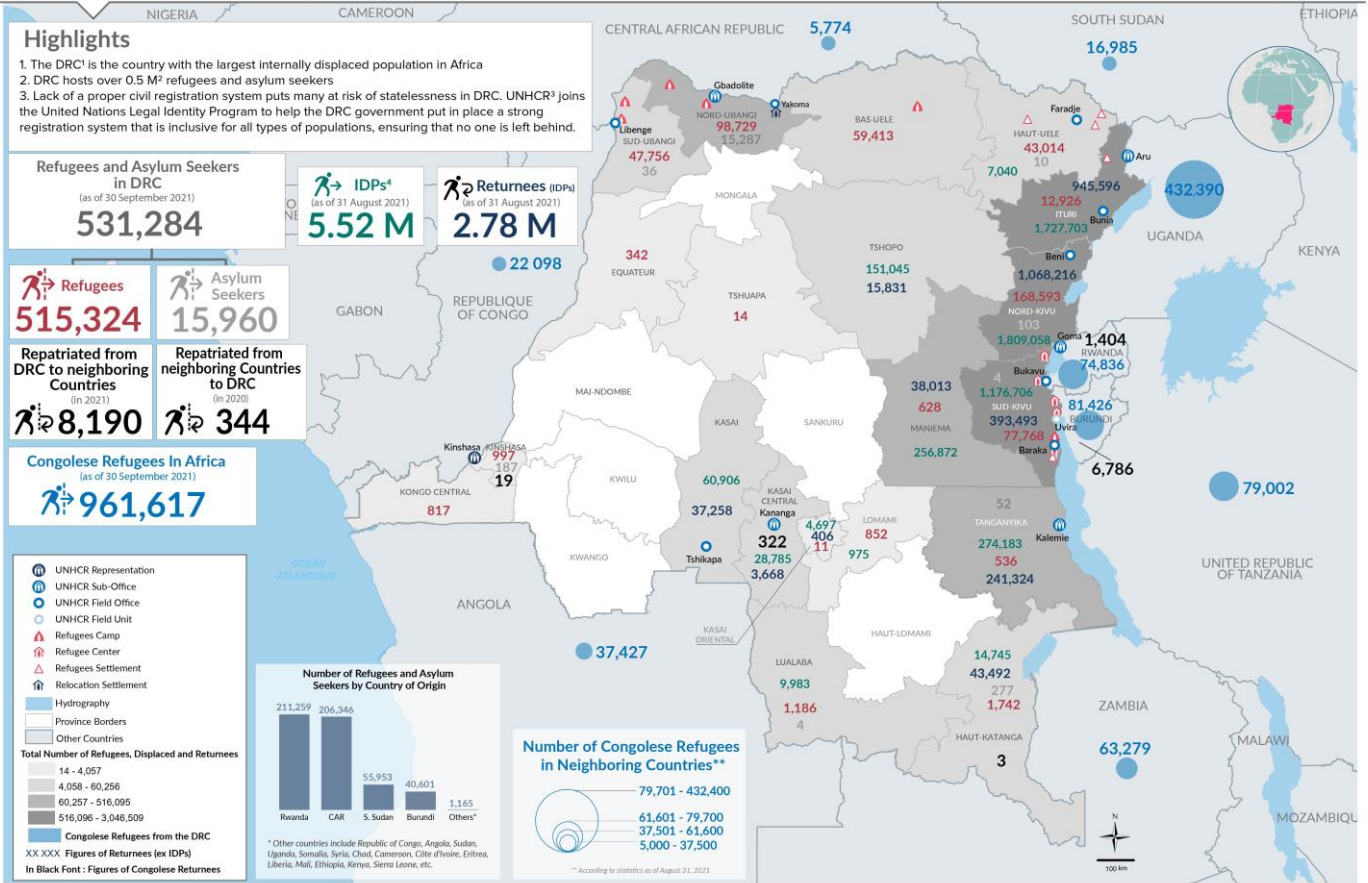 NIGERIA
CAMEROON
CENTRAL AFRICAN REPUBLIC
5,774
SOUTH SUDAN
16,985
ETHIOPIA
Highlights
1. The DRC¹ is the country with the largest internally displaced population in Africa
2. DRC hosts over 0.5 M² refugees and asylum seekers
3. Lack of a proper civil registration system puts many at risk of statelessness in DRC. UNHCR³ joins
the United Nations Legal Identity Program to help the DRC government put in place a strong
registration system that is inclusive for all types of populations, ensuring that no one is left behind.
Refugees and Asylum Seekers
in DRC
(as of 30 September 2021)
531,284
IDPs⁴
(as of 31 August 2021)
5.52 M
Returnees (IDPs)
(as of 31 August 2021)
2.78 M
Refugees
515,324
Asylum
Seekers
15,960
Repatriated from
DRC to neighboring
Countries
(in 2021)
8,190
Repatriated from
neighboring Countries
to DRC
(in 2020)
344
Congolese Refugees In Africa
(as of 30 September 2021)
961,617
Gbadolite
NORD-UBANGI
98,729
15,287
Yakoma
Libenge
SUD-UBANGI
47,756
36
BAS-UELE
59,413
Faradje
HAUT-UELE
43,014
10
7,040
Aru
945,596
12,926
ITURI
Bunia
1,727,703
432,390
UGANDA
KENYA
MONGALA
22 098
342
EQUATEUR
REPUBLIQUE
OF CONGO
GABON
TSHUAPA
14
TSHOPO
151,045
15,831
Beni
1,068,216
168,593
NORD-KIVU
103
1,809,058
Goma
1,404
RWANDA
74,836
Bukavu
4
1,176,706
SUD-KIVU
393,493
77,768
Uvira
Baraka
81,426
BURUNDI
6,786
79,002
UNITED REPUBLIC
OF TANZANIA
MAI-NDOMBE
KASAI
SANKURU
38,013
628
MANIEMA
256,872
Kinshasa
KINSHASA
997
187
19
KONGO CENTRAL
817
KWILU
KWANGO
60,906
37,258
Tshikapa
KASAI
CENTRAL
Kananga
322
28,785
3,668
4,697
406
11
LOMAMI
852
975
KASAI
ORIENTAL
52
TANGANYIKA
274,183
536
241,324
Kalemie
OCEAN
ATLANTIQUE
ANGOLA
37,427
HAUT-LOMAMI
LUALABA
9,983
1,186
4
14,745
43,492
277
1,742
HAUT-KATANGA
3
ZAMBIA
63,279
MALAWI
MOZAMBIQU
UNHCR Representation
UNHCR Sub-Office
UNHCR Field Office
UNHCR Field Unit
Refugees Camp
Refugee Center
Refugees Settlement
Relocation Settlement
Hydrography
Province Borders
Other Countries
Total Number of Refugees, Displaced and Returnees
14 - 4,057
4,058 - 60,256
60,257 - 516,095
516,096 - 3,046,509
Congolese Refugees from the DRC
XX XXX Figures of Returnees (ex IDPs)
In Black Font : Figures of Congolese Returnees
Number of Refugees and Asylum
Seekers by Country of Origin
211,259
206,346
55,953
40,601
1,165
Rwanda
CAR
S. Sudan
Burundi
Others*
* Other countries include Republic of Congo, Angola, Sudan,
Uganda, Somalia, Syria, Chad, Cameroon, Côte d'Ivoire, Eritrea,
Liberia, Mali, Ethiopia, Kenya, Sierra Leone, etc.
Number of Congolese Refugees
in Neighboring Countries**
79,701 - 432,400
61,601 - 79,700
37,501 - 61,600
5,000 - 37,500
** According to statistics as of August 31, 2021
N
100 km